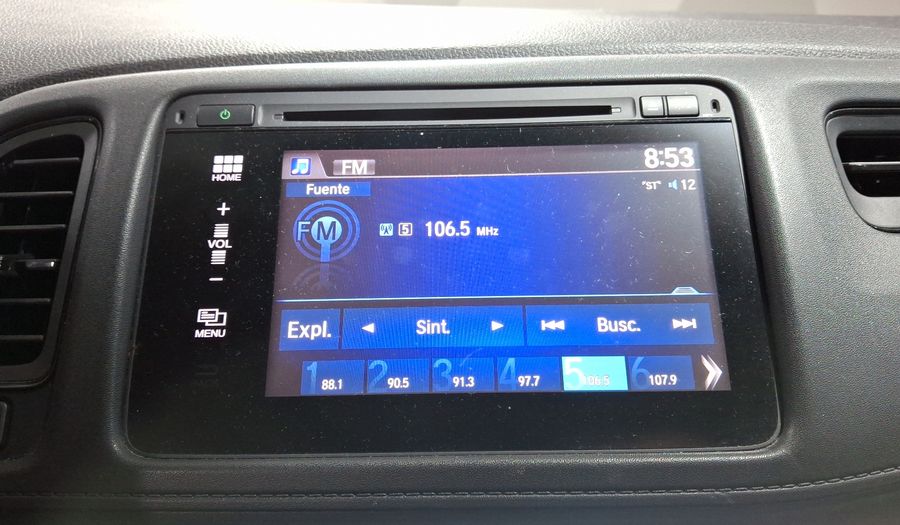 HOME
+
VOL
−
MENU
FM
8:53
Fuente
"ST" 12
FM
5 106.5 MHz
Expl.
Sint.
Busc.
1 88.1
2 90.5
3 91.3
4 97.7
5 106.5
6 107.9